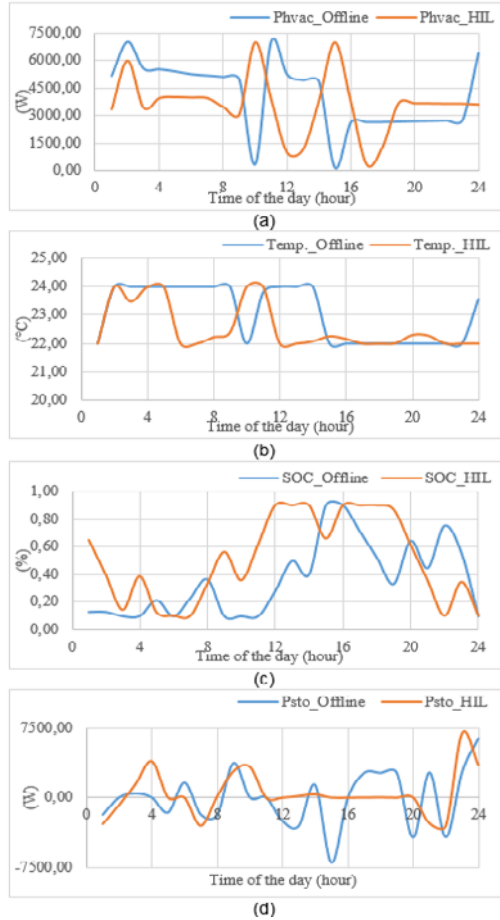 Phvac_Offline Phvac_HIL
7500,00
6000,00
4500,00
3000,00
1500,00
0,00
(W)
0 4 8 12 16 20 24
Time of the day (hour)
(a)
Temp._Offline Temp._HIL
25,00
24,00
23,00
22,00
21,00
20,00
(°C)
0 4 8 12 16 20 24
Time of the day (hour)
(b)
SOC_Offline SOC_HIL
1,00
0,80
0,60
0,40
0,20
0,00
(%)
0 4 8 12 16 20 24
Time of the day (hour)
(c)
Psto_Offline Psto_HIL
7500,00
0,00
-7500,00
(W)
0 4 8 12 16 20 24
Time of the day (hour)
(d)